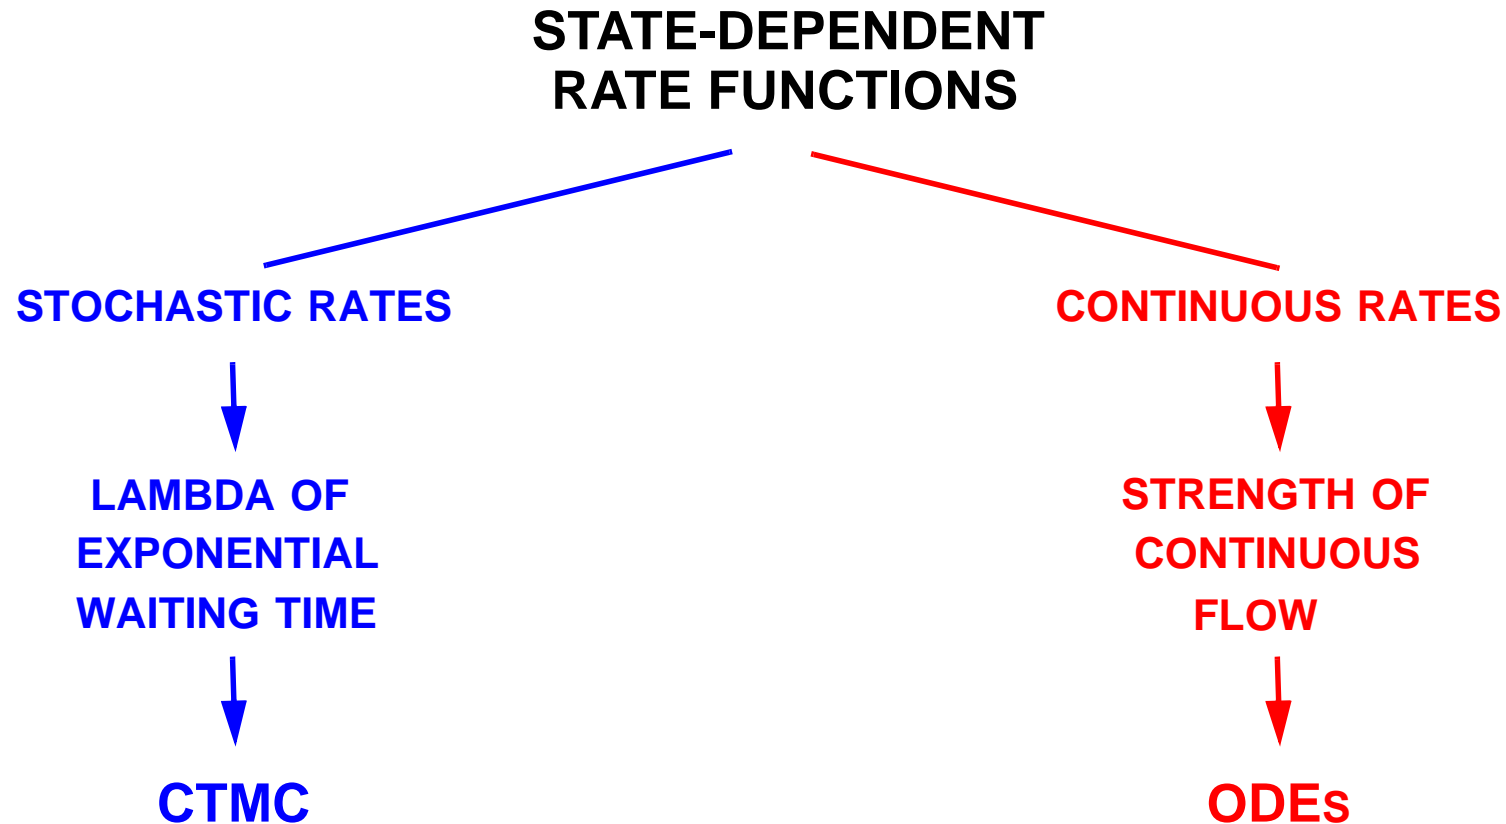 STATE-DEPENDENT
RATE FUNCTIONS
STOCHASTIC RATES
LAMBDA OF
EXPONENTIAL
WAITING TIME
CTMC
CONTINUOUS RATES
STRENGTH OF
CONTINUOUS
FLOW
ODEs